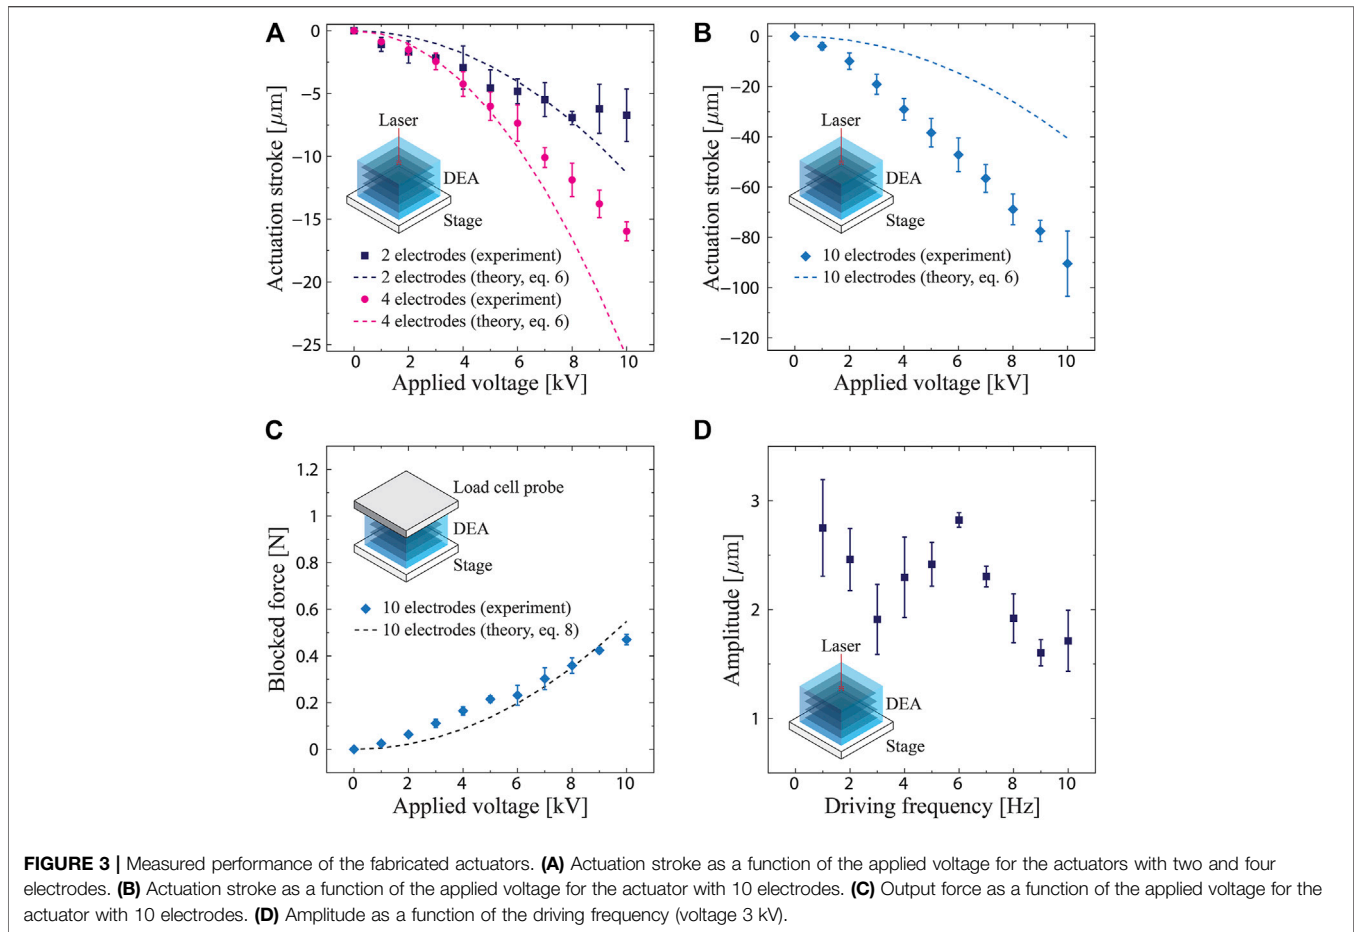 A
0
−5
−10
−15
−20
−25
Actuation stroke [μm]
Laser
DEA
Stage
2 electrodes (experiment)
2 electrodes (theory, eq. 6)
4 electrodes (experiment)
4 electrodes (theory, eq. 6)
0 2 4 6 8 10
Applied voltage [kV]
B
0
−20
−40
−60
−80
−100
−120
Actuation stroke [μm]
Laser
DEA
Stage
10 electrodes (experiment)
10 electrodes (theory, eq. 6)
0 2 4 6 8 10
Applied voltage [kV]
C
1.2
1
0.8
0.6
0.4
0.2
0
Blocked force [N]
Load cell probe
DEA
Stage
10 electrodes (experiment)
10 electrodes (theory, eq. 8)
0 2 4 6 8 10
Applied voltage [kV]
D
3
2
1
Amplitude [μm]
Laser
DEA
Stage
0 2 4 6 8 10
Driving frequency [Hz]
FIGURE 3 | Measured performance of the fabricated actuators. (A) Actuation stroke as a function of the applied voltage for the actuators with two and four
electrodes. (B) Actuation stroke as a function of the applied voltage for the actuator with 10 electrodes. (C) Output force as a function of the applied voltage for the
actuator with 10 electrodes. (D) Amplitude as a function of the driving frequency (voltage 3 kV).